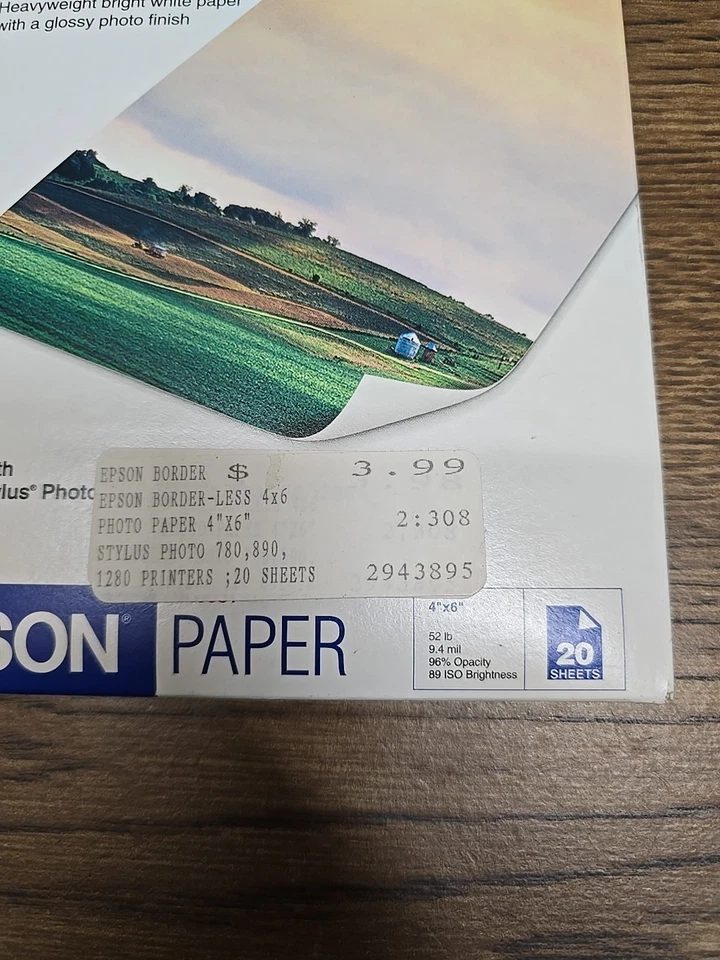 Heavyweight bright white paper
with a glossy photo finish
th
lus® Photo
EPSON BORDER $ 3.99
EPSON BORDER-LESS 4x6
PHOTO PAPER 4"X6" 2:308
STYLUS PHOTO 780,890,
1280 PRINTERS ;20 SHEETS 2943895
SON® PAPER
4"x6"
52 lb
9.4 mil
96% Opacity
89 ISO Brightness
20
SHEETS